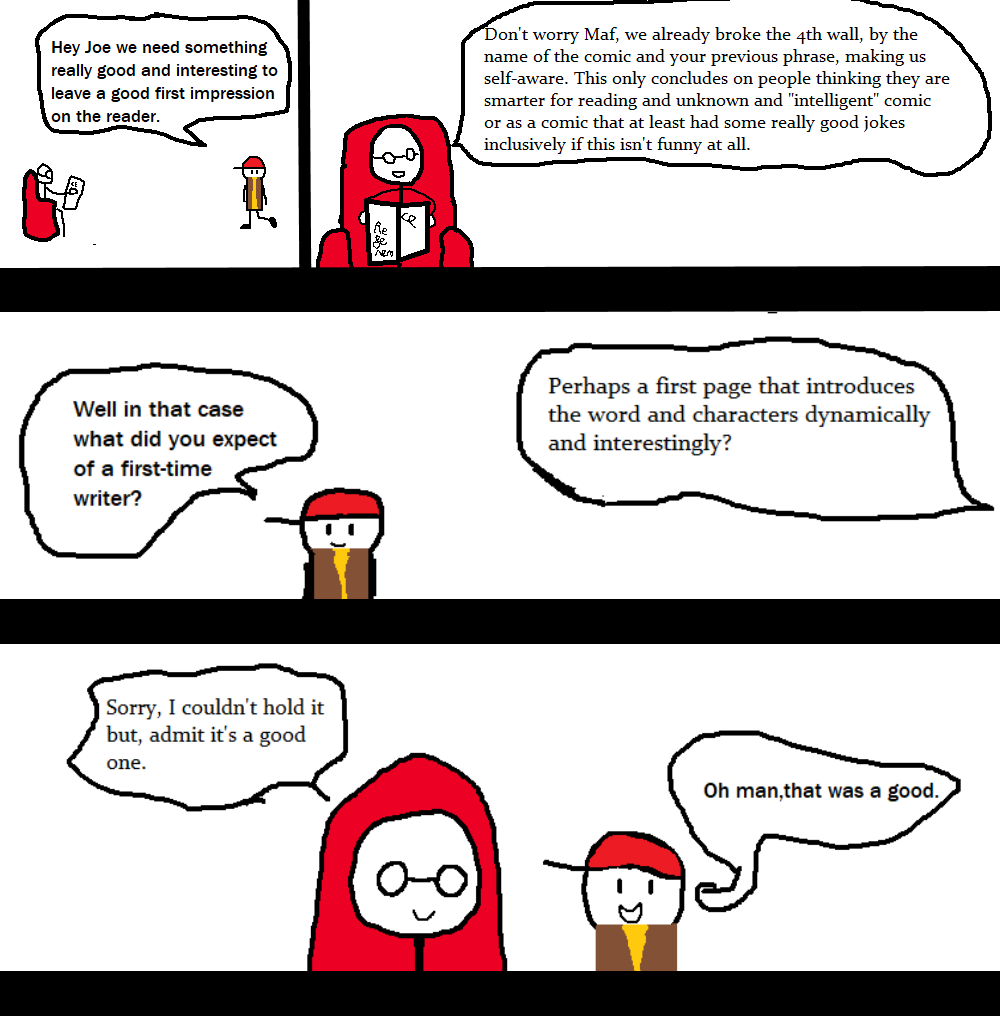 Hey Joe we need something
really good and interesting to
leave a good first impression
on the reader.
Don't worry Maf, we already broke the 4th wall, by the
name of the comic and your previous phrase, making us
self-aware. This only concludes on people thinking they are
smarter for reading and unknown and "intelligent" comic
or as a comic that at least had some really good jokes
inclusively if this isn't funny at all.
Well in that case
what did you expect
of a first-time
writer?
Perhaps a first page that introduces
the word and characters dynamically
and interestingly?
Sorry, I couldn't hold it
but, admit it's a good
one.
Oh man,that was a good.